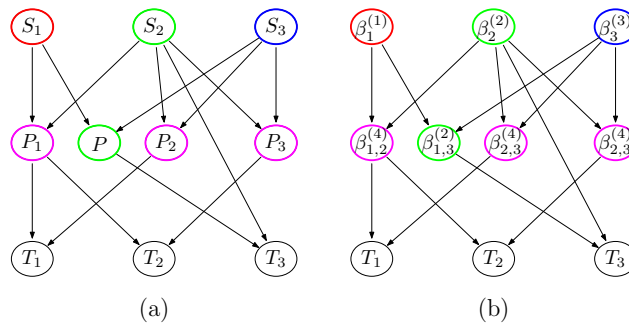 S₁ S₂ S₃ β₁⁽¹⁾ β₂⁽²⁾ β₃⁽³⁾
P₁ P P₂ P₃ β₁,₂⁽⁴⁾ β₁,₃⁽²⁾ β₂,₃⁽⁴⁾ β₂,₃⁽⁴⁾
T₁ T₂ T₃ T₁ T₂ T₃
(a) (b)